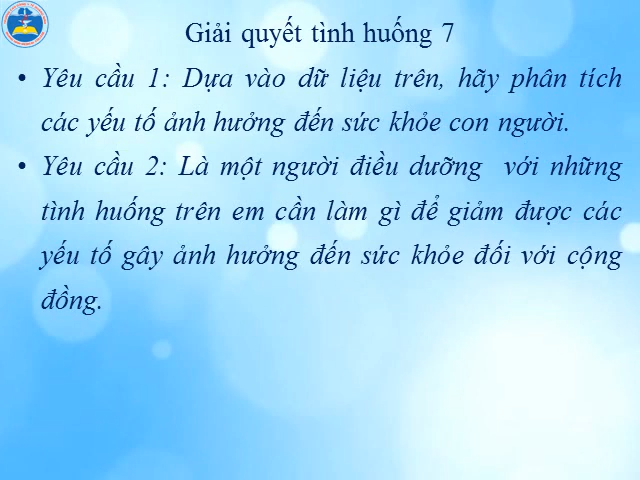 Giải quyết tình huống 7
• Yêu cầu 1: Dựa vào dữ liệu trên, hãy phân tích
các yếu tố ảnh hưởng đến sức khỏe con người.
• Yêu cầu 2: Là một người điều dưỡng với những
tình huống trên em cần làm gì để giảm được các
yếu tố gây ảnh hưởng đến sức khỏe đối với cộng
đồng.